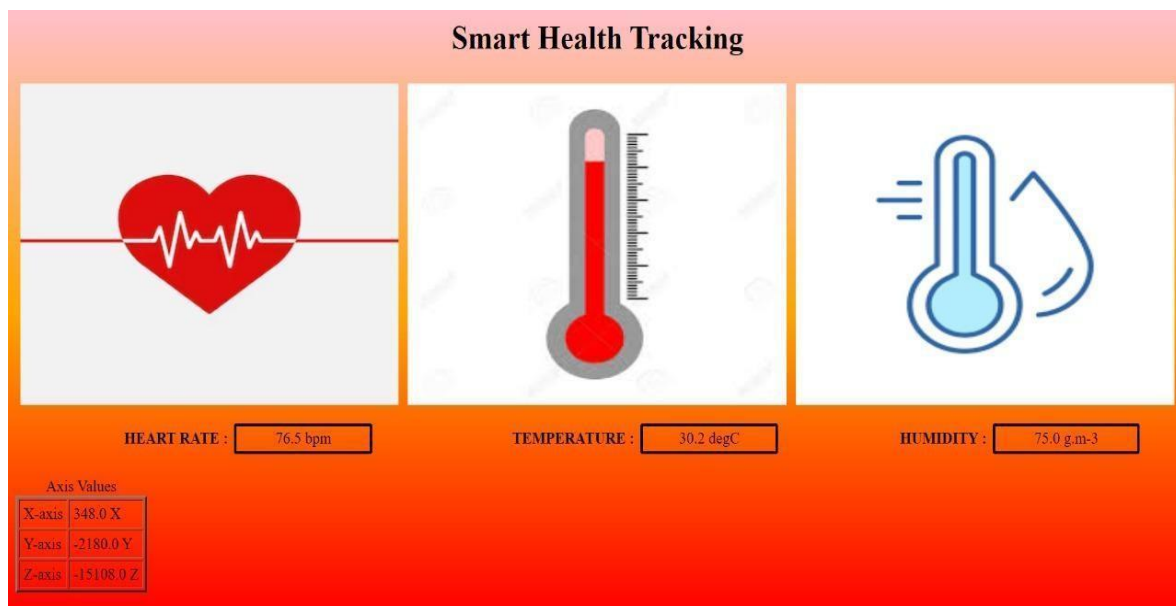 Smart Health Tracking
HEART RATE : 76.5 bpm
TEMPERATURE : 30.2 degC
HUMIDITY : 75.0 g.m-3
Axis Values
X-axis 348.0 X
Y-axis -2180.0 Y
Z-axis -15108.0 Z